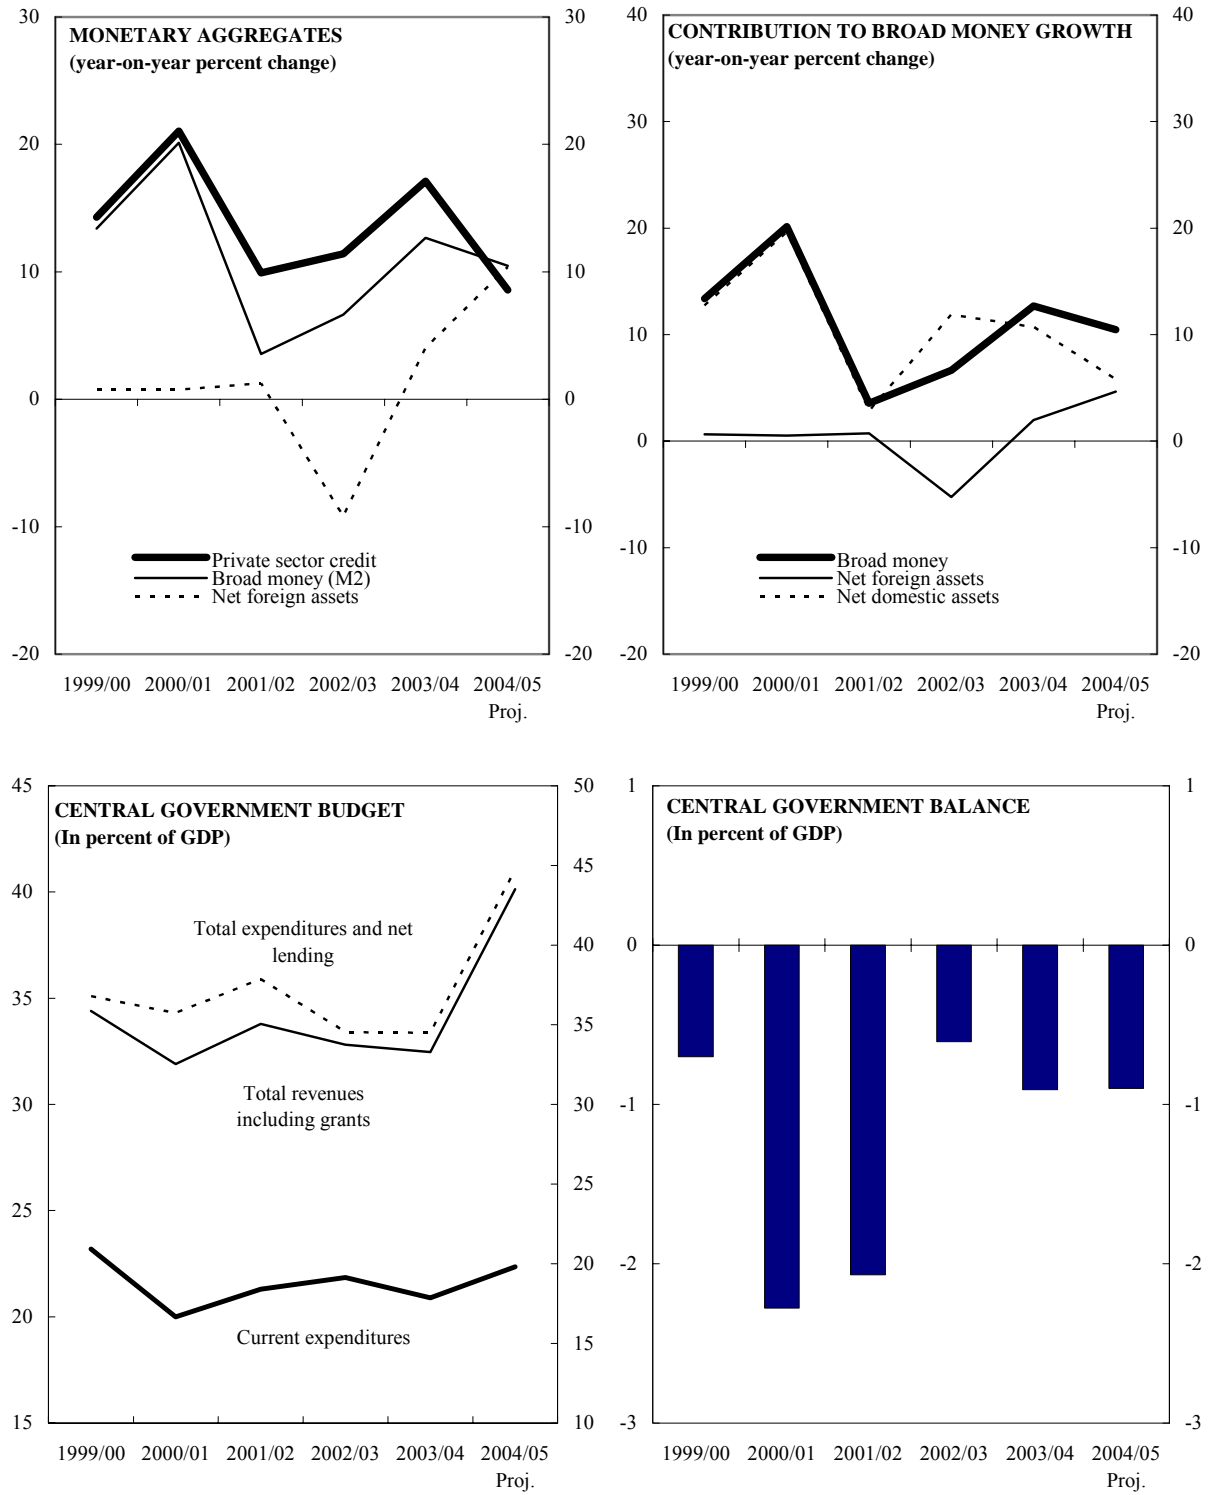 MONETARY AGGREGATES
(year-on-year percent change)
30
20
10
0
-10
-20
30
20
10
0
-10
-20
Private sector credit
Broad money (M2)
Net foreign assets
1999/00 2000/01 2001/02 2002/03 2003/04 2004/05
Proj.
CONTRIBUTION TO BROAD MONEY GROWTH
(year-on-year percent change)
40
30
20
10
0
-10
-20
40
30
20
10
0
-10
-20
Broad money
Net foreign assets
Net domestic assets
1999/00 2000/01 2001/02 2002/03 2003/04 2004/05
Proj.
CENTRAL GOVERNMENT BUDGET
(In percent of GDP)
45
40
35
30
25
20
15
50
45
40
35
30
25
20
15
10
Total expenditures and net
lending
Total revenues
including grants
Current expenditures
1999/00 2000/01 2001/02 2002/03 2003/04 2004/05
Proj.
CENTRAL GOVERNMENT BALANCE
(In percent of GDP)
1
0
-1
-2
-3
1
0
-1
-2
-3
1999/00 2000/01 2001/02 2002/03 2003/04 2004/05
Proj.